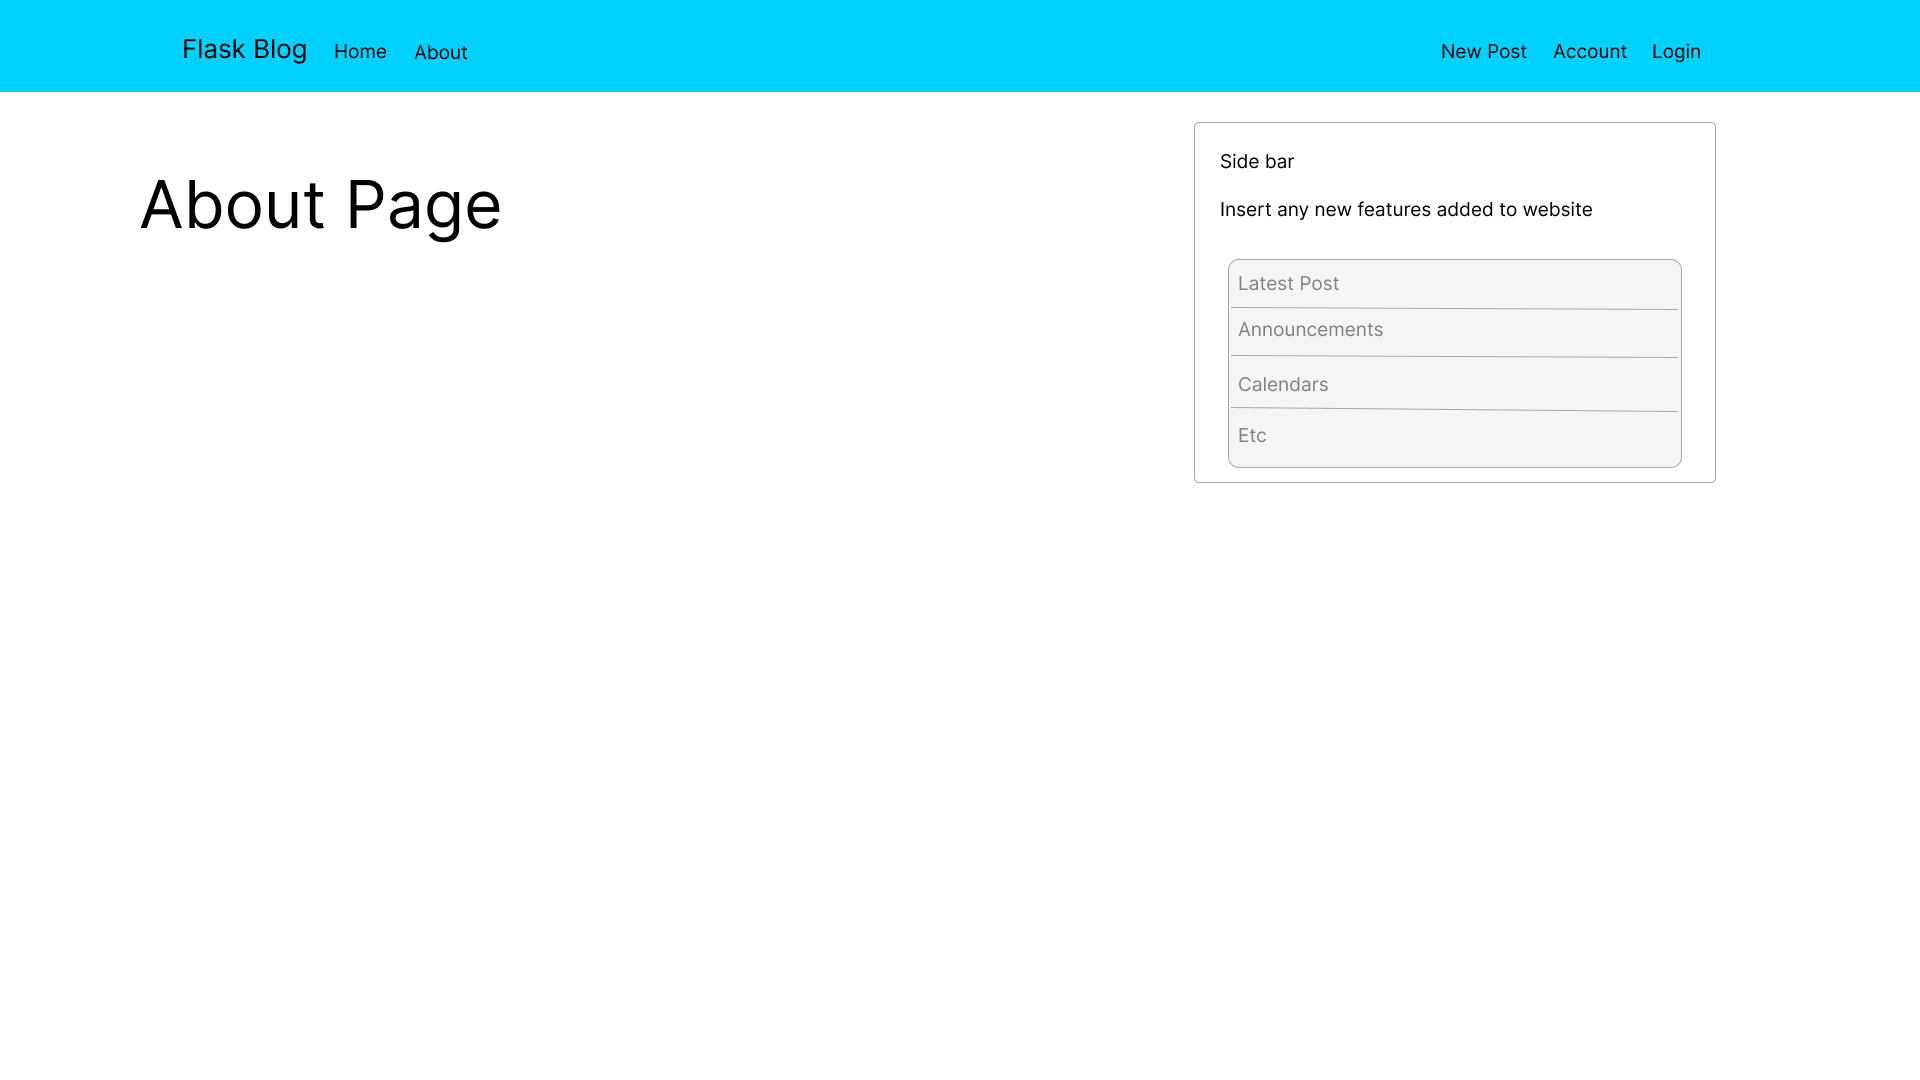 Flask Blog Home About New Post Account Login
About Page
Side bar
Insert any new features added to website
Latest Post
Announcements
Calendars
Etc